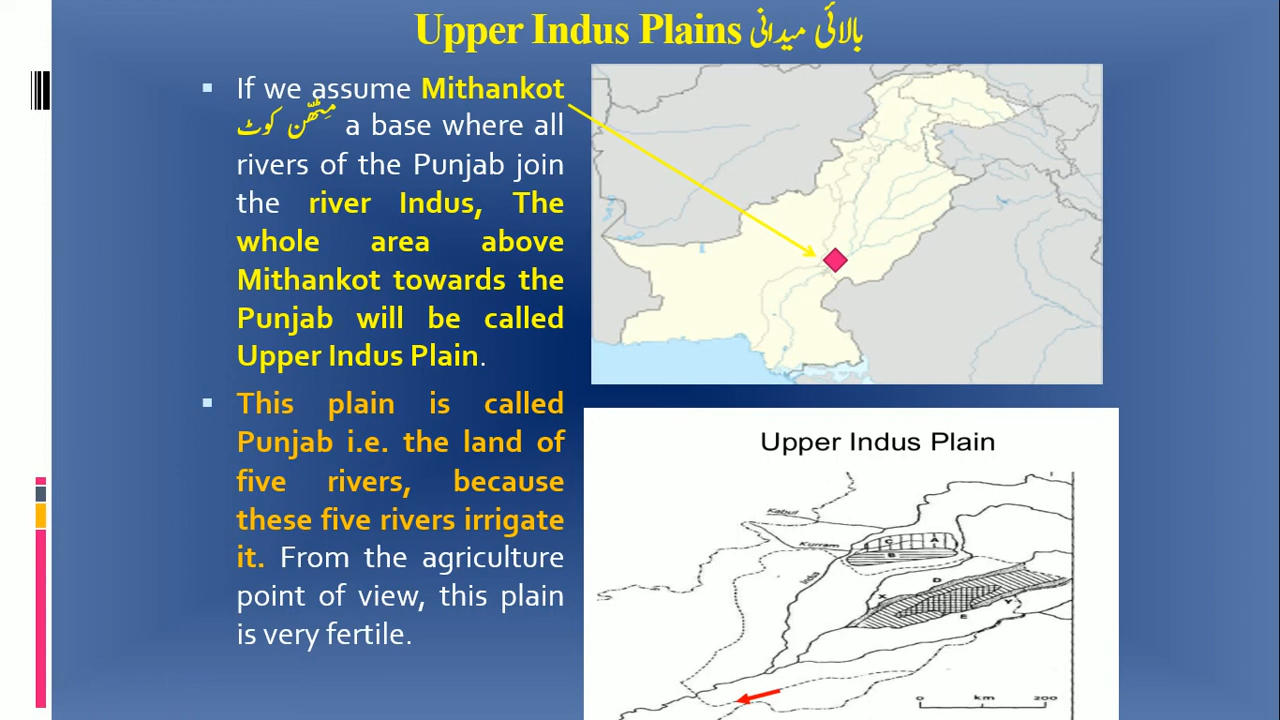 Upper Indus Plains بالائی میدانی
If we assume Mithankot
مِٹھّن کوٹ a base where all
rivers of the Punjab join
the river Indus, The
whole area above
Mithankot towards the
Punjab will be called
Upper Indus Plain.
This plain is called
Punjab i.e. the land of
five rivers, because
these five rivers irrigate
it. From the agriculture
point of view, this plain
is very fertile.
Upper Indus Plain
Kabul
Kurram
C A
B
Indus
D
X
Y
E
0 km 200